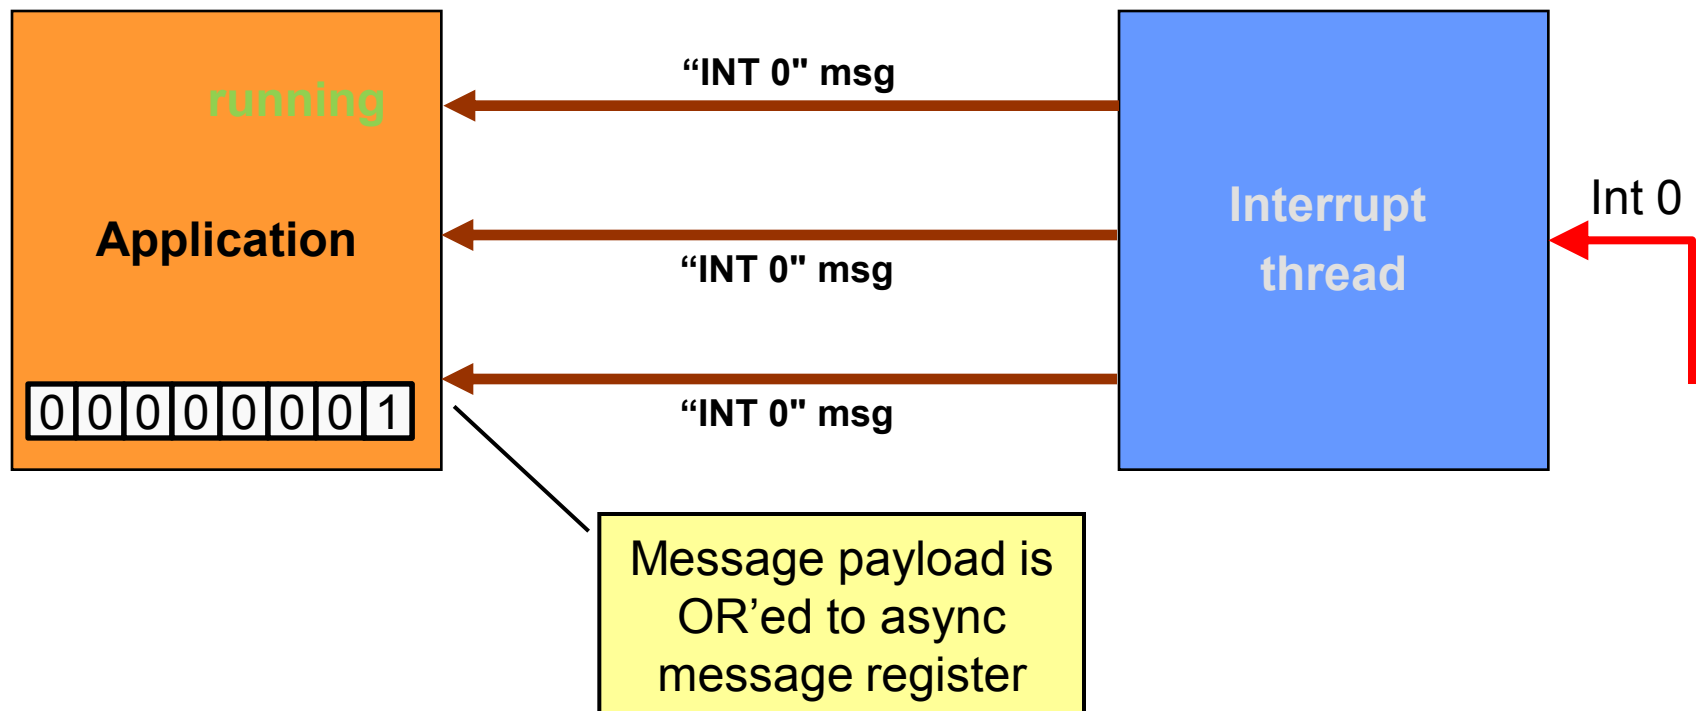 “INT 0" msg
running
Int 0
Interrupt
thread
Application
“INT 0" msg
“INT 0" msg
0 0 0 0 0 0 0 1
Message payload is
OR’ed to async
message register